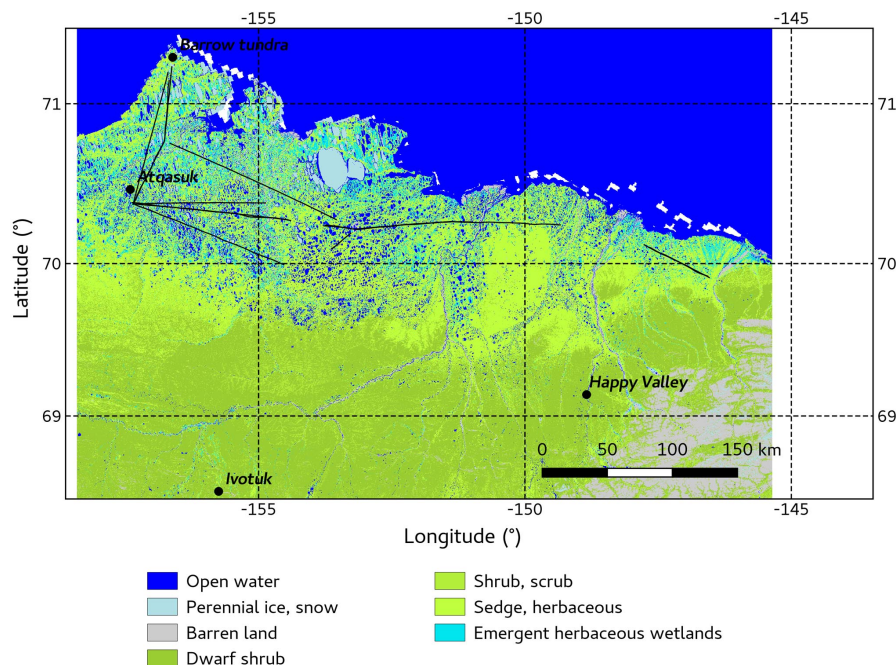 -155 -150 -145
Barrow tundra
71 71
Atqasuk
70 70
Latitude (°)
Happy Valley
69 69
0 50 100 150 km
Ivotuk
-155 -150 -145
Longitude (°)
Open water Shrub, scrub
Perennial ice, snow Sedge, herbaceous
Barren land Emergent herbaceous wetlands
Dwarf shrub